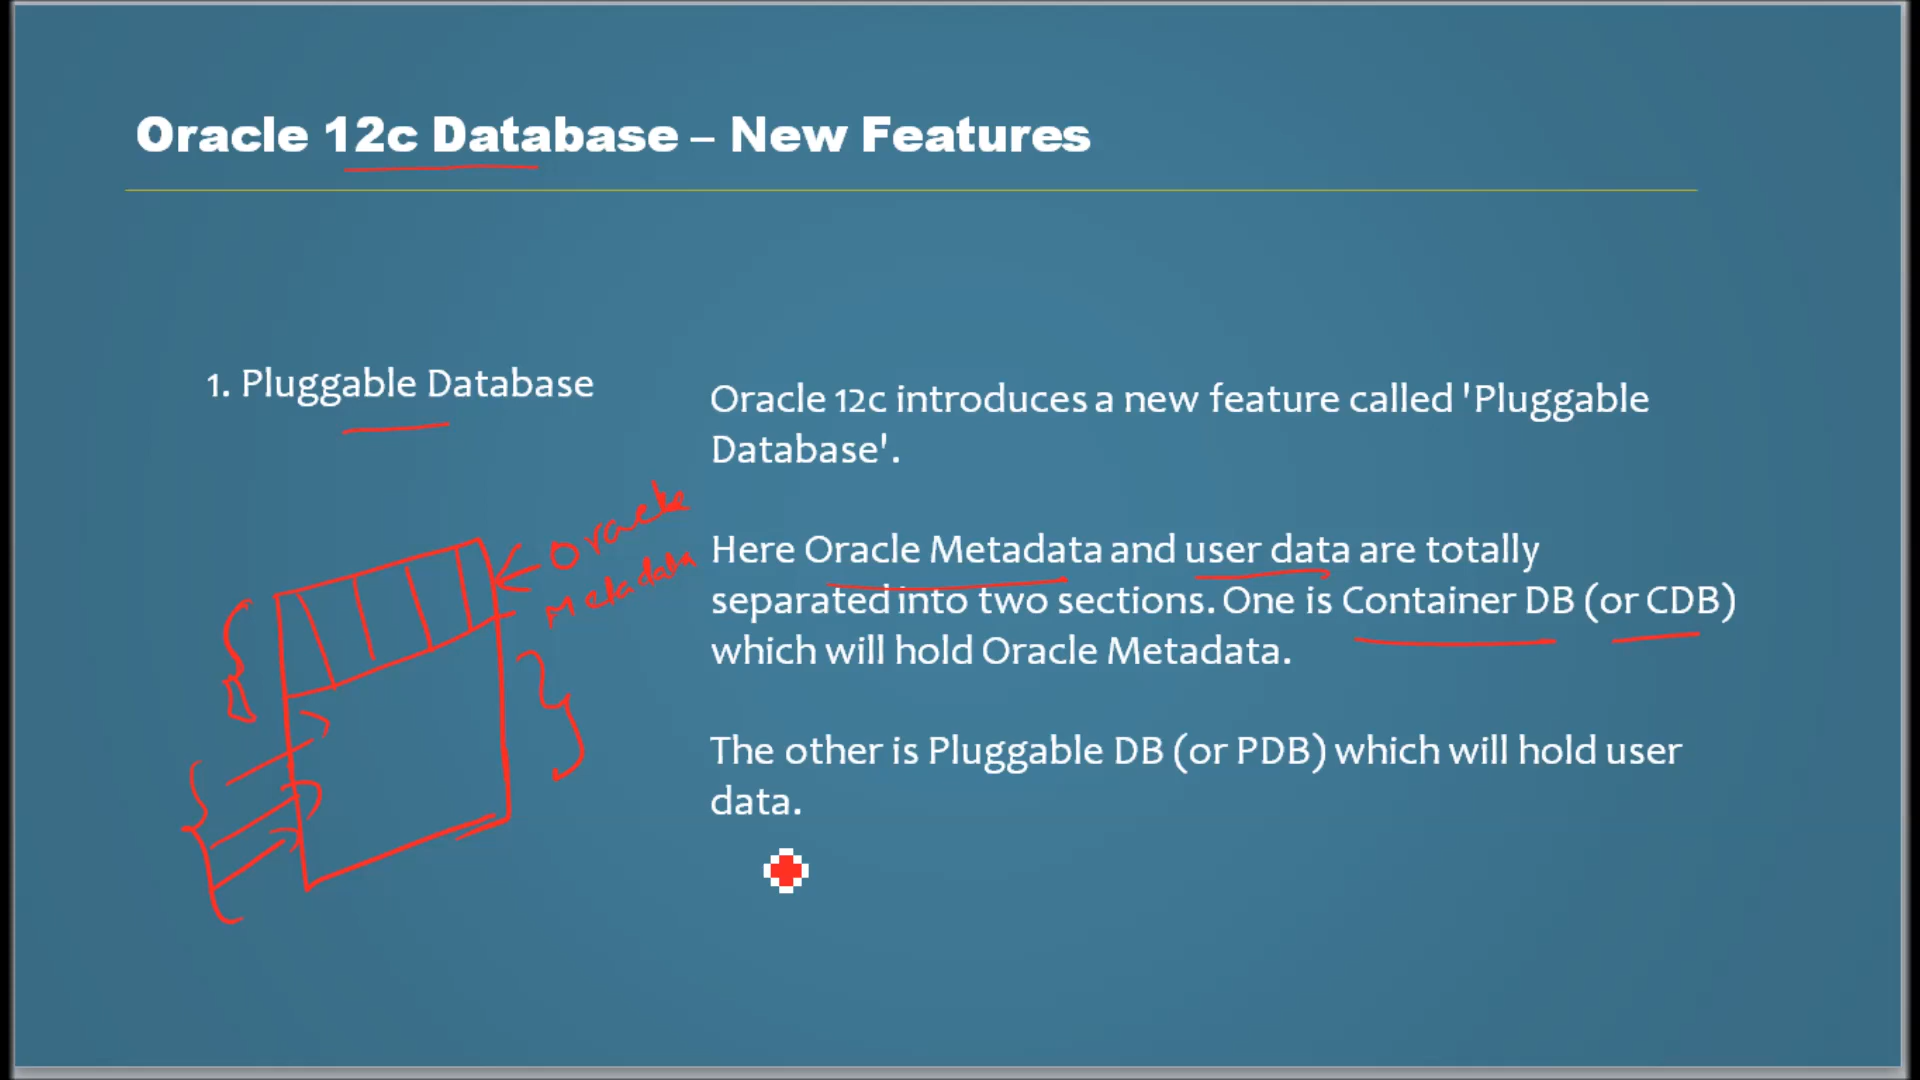 Oracle 12c Database – New Features
1. Pluggable Database
Oracle 12c introduces a new feature called 'Pluggable
Database'.
Oracle
Metadata
Here Oracle Metadata and user data are totally
separated into two sections. One is Container DB (or CDB)
which will hold Oracle Metadata.
The other is Pluggable DB (or PDB) which will hold user
data.